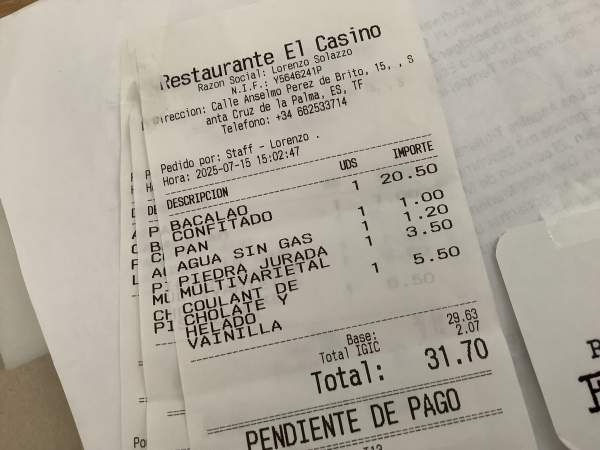 Restaurante El Casino
Razon Social: Lorenzo Solazzo
N.I.F.: Y5646241P
Direccion: Calle Anselmo Perez de Brito, 15, , S
anta Cruz de la Palma, ES, TF
Telefono: +34 662533714
Pedido por: Staff - Lorenzo .
Hora: 2025-07-15 15:02:47
DESCRIPCION UDS IMPORTE
BACALAO 1 20.50
CONFITADO
PAN 1 1.00
AGUA SIN GAS 1 1.20
PIEDRA JURADA 1 3.50
MULTIVARIETAL
COULANT DE 1 5.50
CHOLATE Y
HELADO
VAINILLA
Base: 29.63
Total IGIC 2.07
Total: 31.70
PENDIENTE DE PAGO